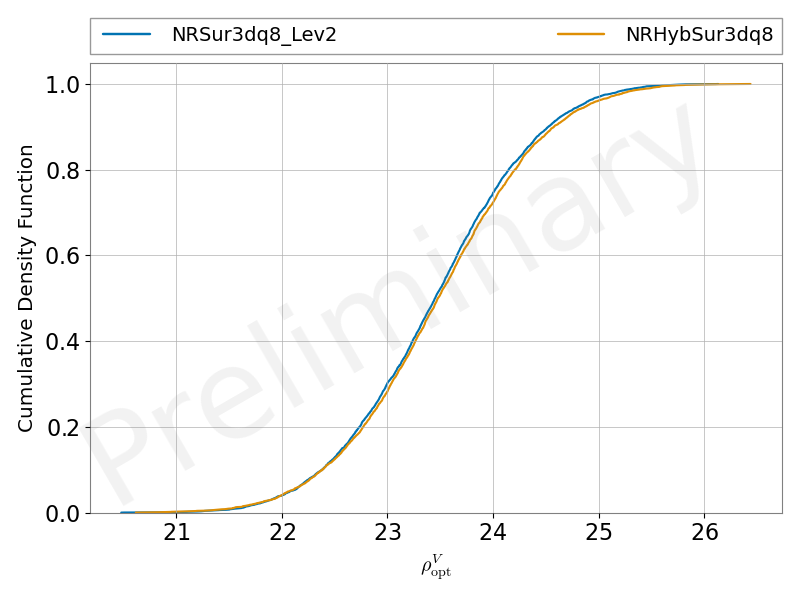 NRSur3dq8_Lev2 NRHybSur3dq8
1.0
0.8
0.6
0.4
0.2
0.0
Cumulative Density Function
Preliminary
21 22 23 24 25 26
ρ^V_opt